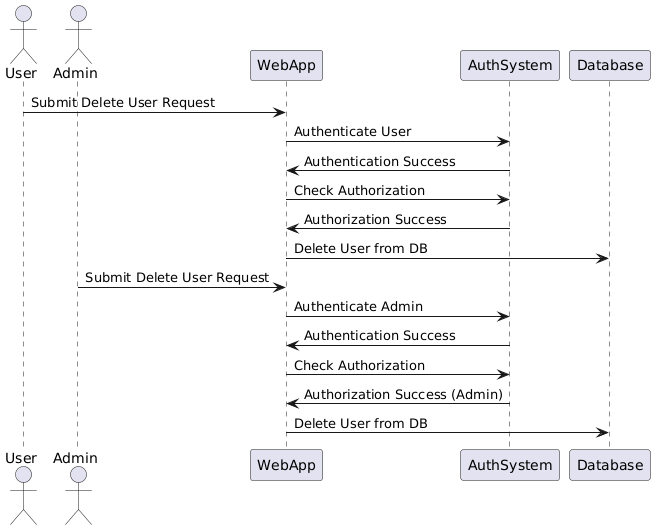 User
Admin
WebApp
AuthSystem
Database
Submit Delete User Request
Authenticate User
Authentication Success
Check Authorization
Authorization Success
Delete User from DB
Submit Delete User Request
Authenticate Admin
Authentication Success
Check Authorization
Authorization Success (Admin)
Delete User from DB
User
Admin
WebApp
AuthSystem
Database